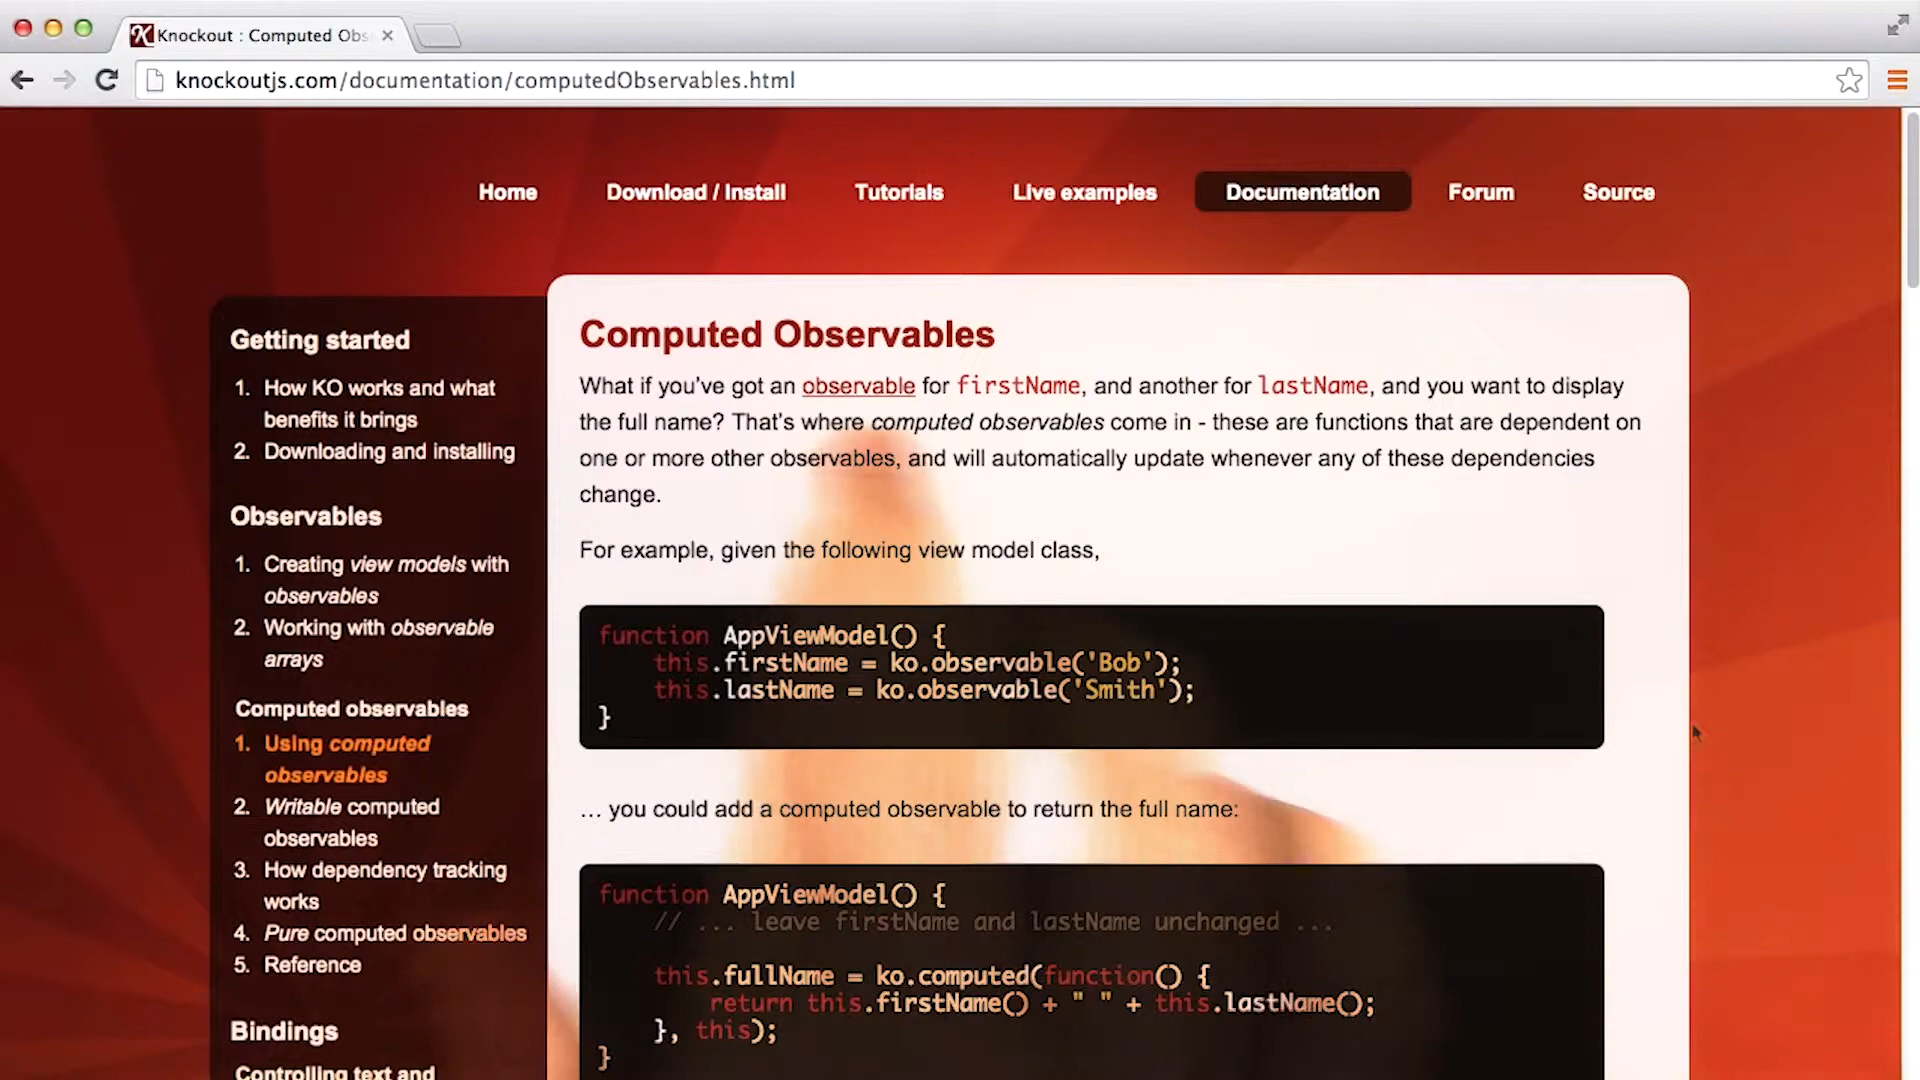 Knockout : Computed Obs
knockoutjs.com/documentation/computedObservables.html
Home Download / Install Tutorials Live examples Documentation Forum Source
Getting started
1. How KO works and what
benefits it brings
2. Downloading and installing
Observables
1. Creating view models with
observables
2. Working with observable
arrays
Computed observables
1. Using computed
observables
2. Writable computed
observables
3. How dependency tracking
works
4. Pure computed observables
5. Reference
Bindings
Controlling text and
Computed Observables
What if you’ve got an observable for firstName, and another for lastName, and you want to display
the full name? That’s where computed observables come in - these are functions that are dependent on
one or more other observables, and will automatically update whenever any of these dependencies
change.
For example, given the following view model class,
function AppViewModel() {
this.firstName = ko.observable('Bob');
this.lastName = ko.observable('Smith');
}
… you could add a computed observable to return the full name:
function AppViewModel() {
// ... leave firstName and lastName unchanged ...
this.fullName = ko.computed(function() {
return this.firstName() + " " + this.lastName();
}, this);
}